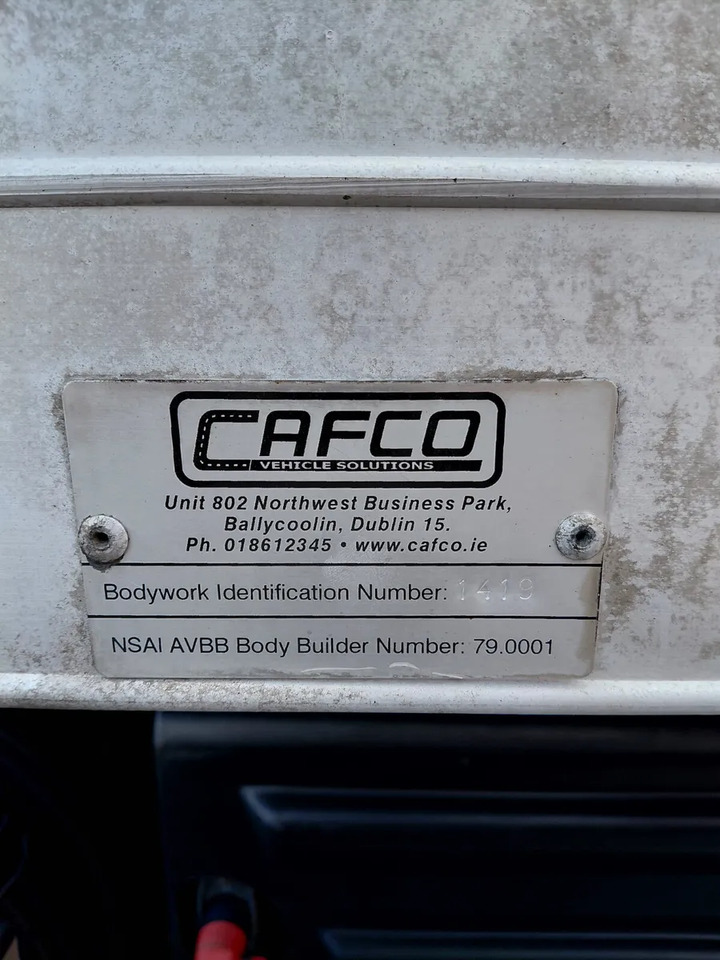 CAFCO
VEHICLE SOLUTIONS
Unit 802 Northwest Business Park,
Ballycoolin, Dublin 15.
Ph. 018612345 • www.cafco.ie
Bodywork Identification Number: 1419
NSAI AVBB Body Builder Number: 79.0001